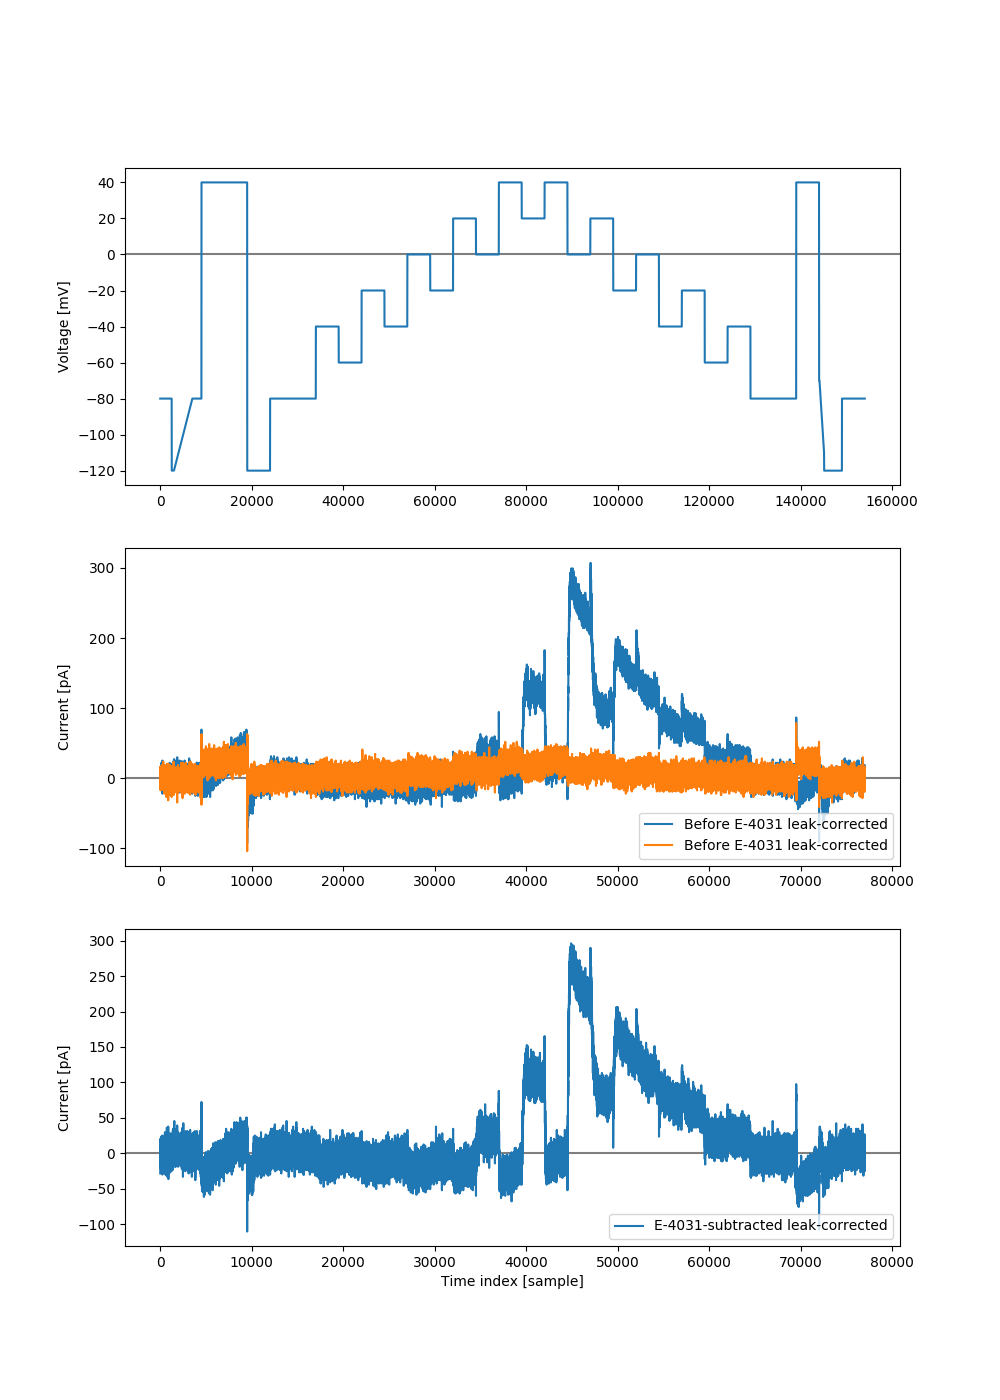 40
20
0
−20
−40
−60
−80
−100
−120
Voltage [mV]
0 20000 40000 60000 80000 100000 120000 140000 160000
300
200
100
0
−100
Current [pA]
Before E-4031 leak-corrected
Before E-4031 leak-corrected
0 10000 20000 30000 40000 50000 60000 70000 80000
300
250
200
150
100
50
0
−50
−100
Current [pA]
E-4031-subtracted leak-corrected
0 10000 20000 30000 40000 50000 60000 70000 80000
Time index [sample]